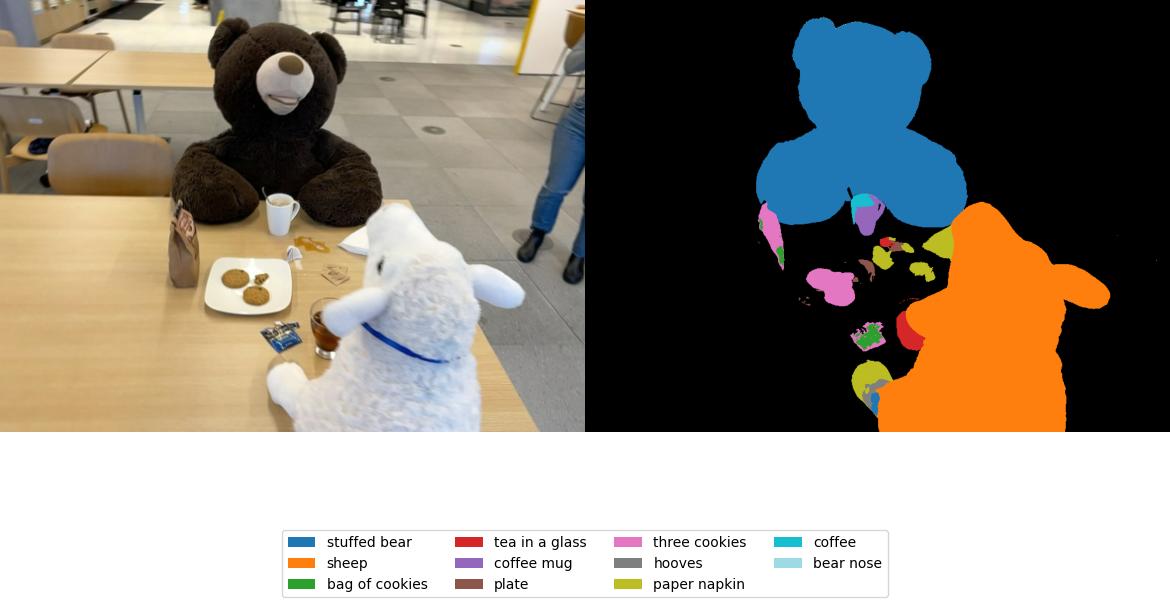 stuffed bear
sheep
bag of cookies
tea in a glass
coffee mug
plate
three cookies
hooves
paper napkin
coffee
bear nose